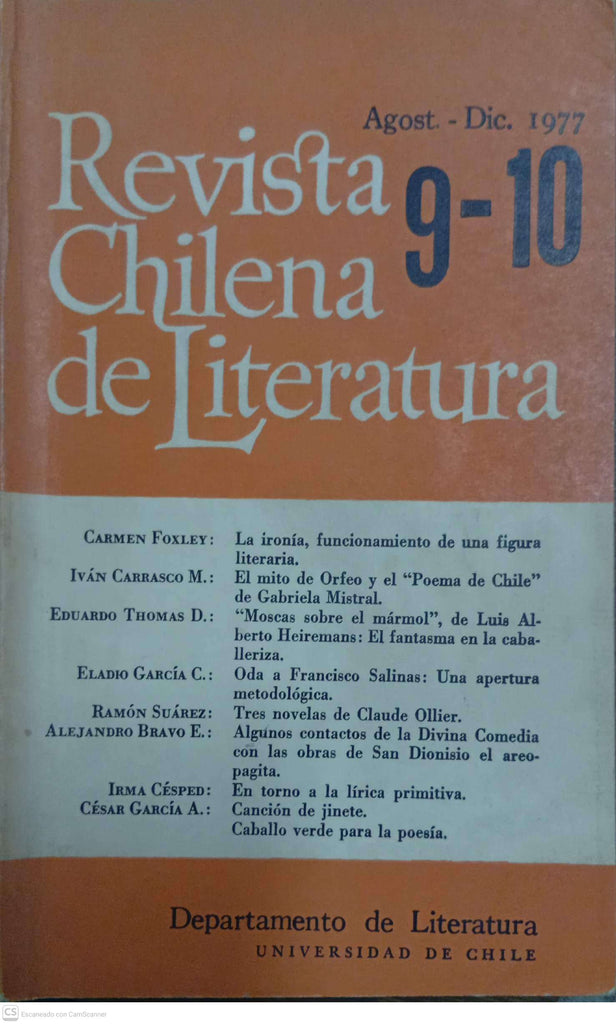 Agost. - Dic. 1977
Revista
9-10
Chilena
de Literatura
CARMEN FOXLEY: La ironía, funcionamiento de una figura
literaria.
IVÁN CARRASCO M.: El mito de Orfeo y el "Poema de Chile"
de Gabriela Mistral.
EDUARDO THOMAS D.: "Moscas sobre el mármol", de Luis Al-
berto Heiremans: El fantasma en la caba-
lleriza.
ELADIO GARCÍA C.: Oda a Francisco Salinas: Una apertura
metodológica.
RAMÓN SUÁREZ: Tres novelas de Claude Ollier.
ALEJANDRO BRAVO E.: Algunos contactos de la Divina Comedia
con las obras de San Dionisio el areo-
pagita.
IRMA CÉSPED: En torno a la lírica primitiva.
CÉSAR GARCÍA A.: Canción de jinete.
Caballo verde para la poesía.
Departamento de Literatura
UNIVERSIDAD DE CHILE
CS Escaneado con CamScanner